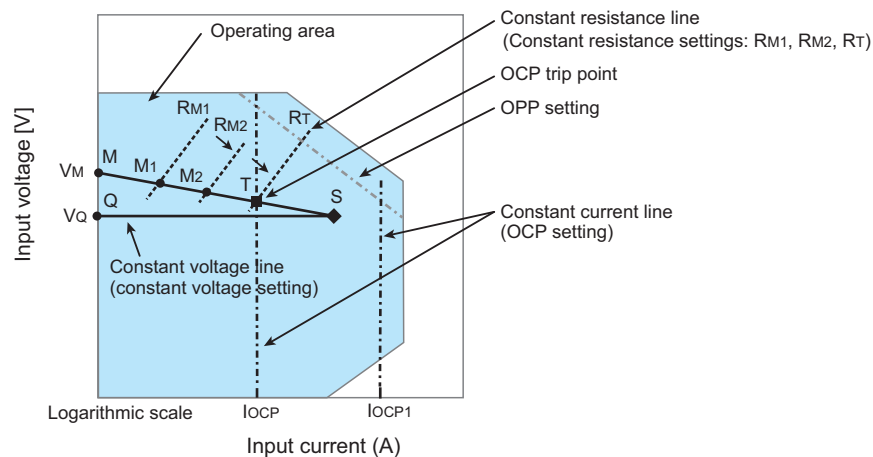 Operating area
Constant resistance line
(Constant resistance settings: RM1, RM2, RT)
OCP trip point
OPP setting
RM1
RM2
RT
Input voltage [V]
VM
M
M1
M2
T
S
VQ
Q
Constant current line
(OCP setting)
Constant voltage line
(constant voltage setting)
Logarithmic scale
IOCP
IOCP1
Input current (A)